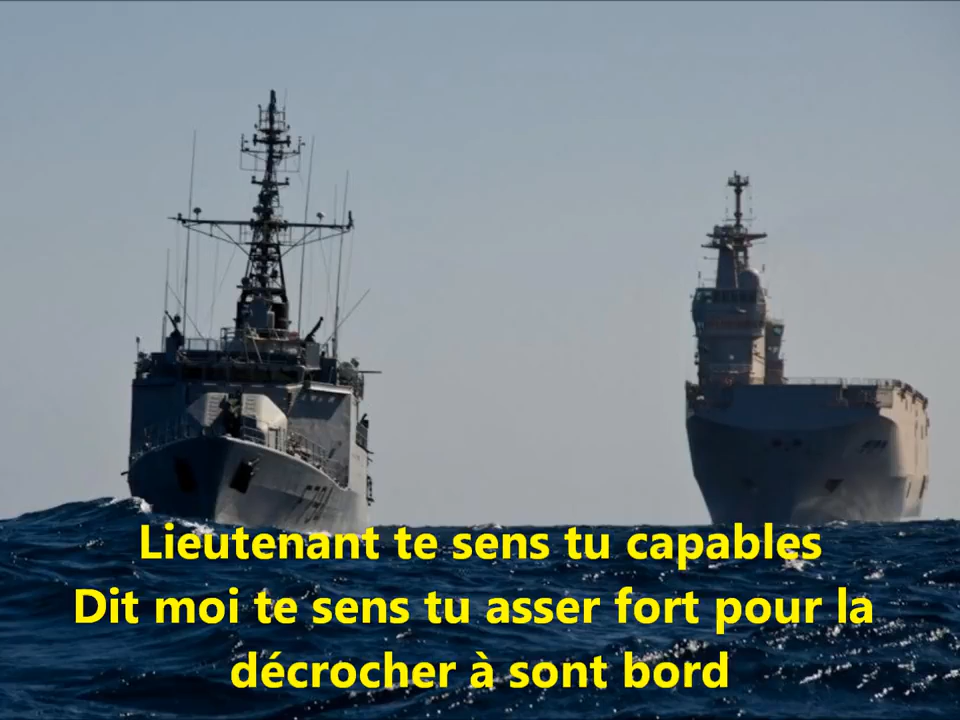 Lieutenant te sens tu capables
Dit moi te sens tu asser fort pour la
décrocher à sont bord